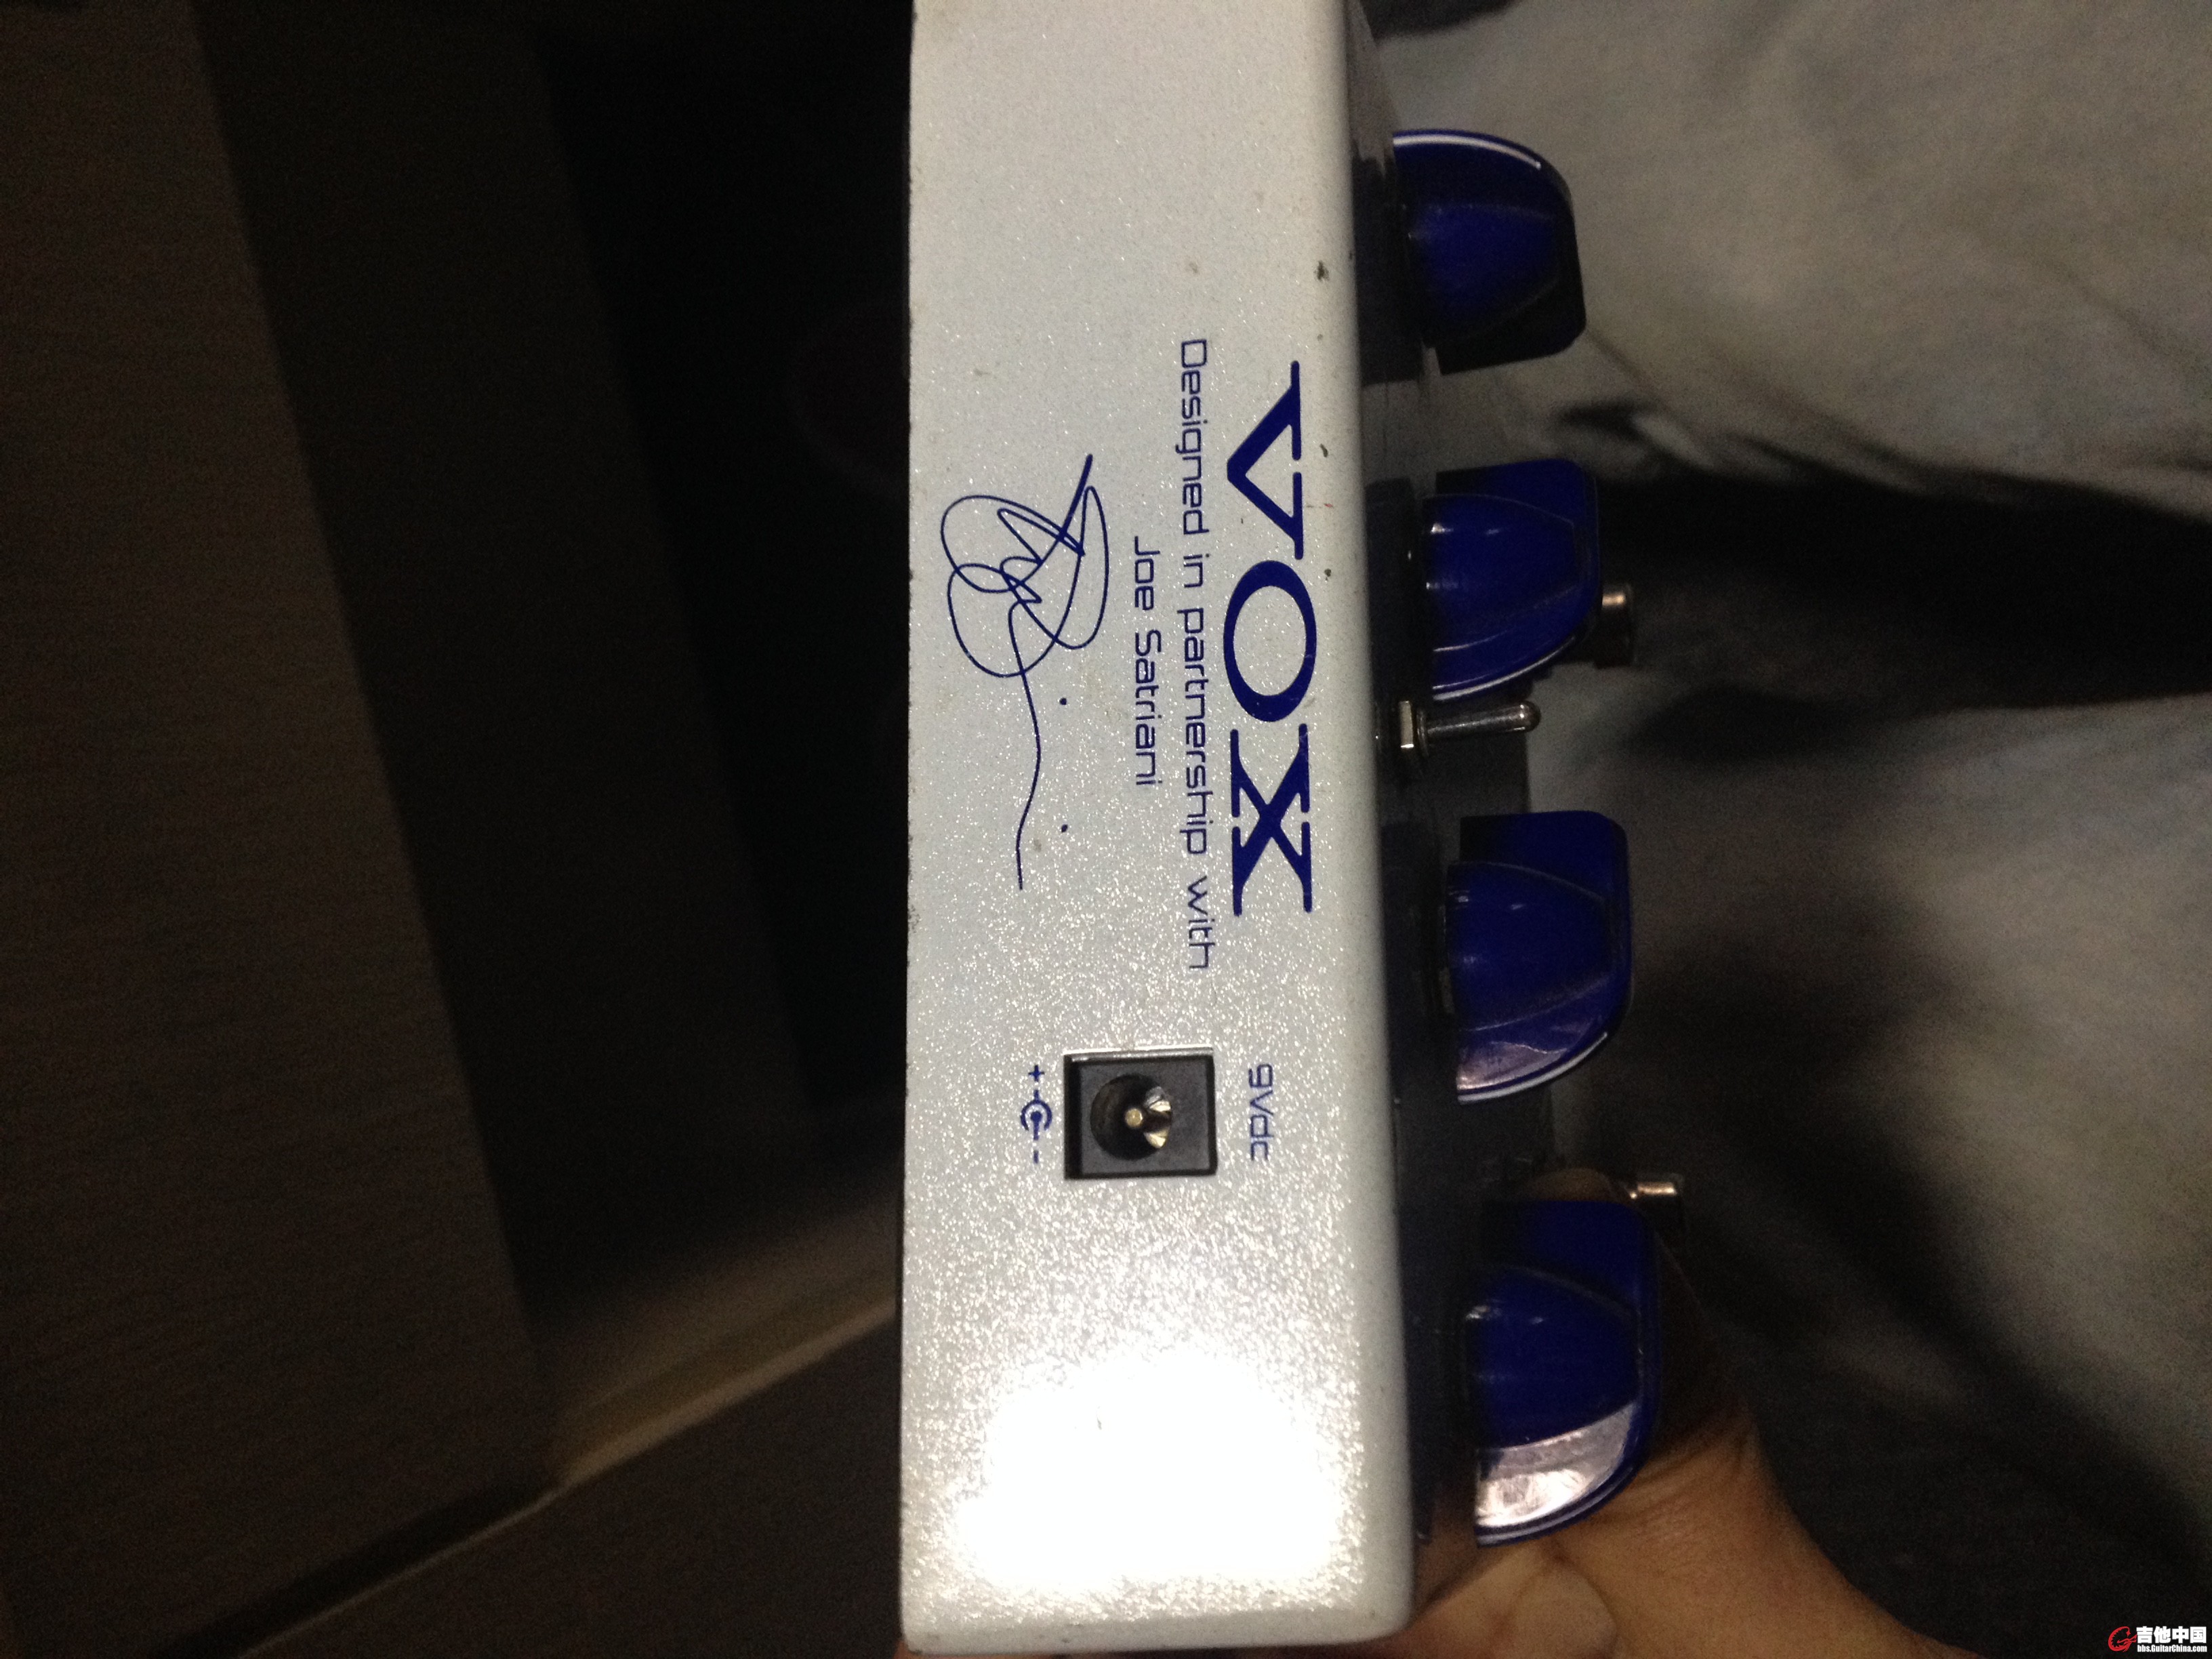 VOX
Designed in partnership with
Joe Satriani
9Vdc
+ -
吉他中国
bbs.GuitarChina.com